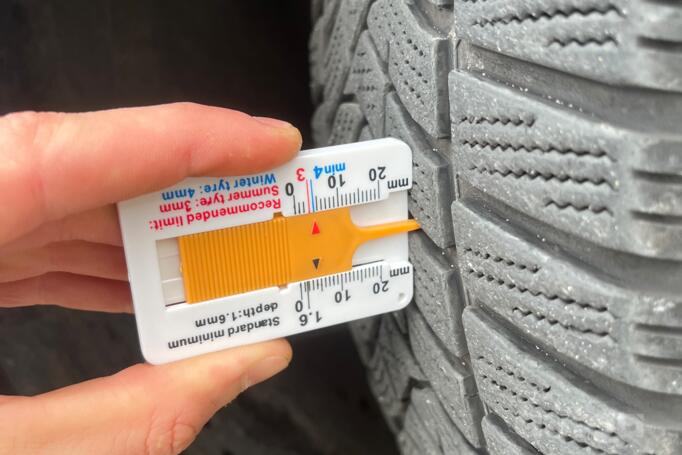 Recommended limit:
Summer tyre: 3mm
Winter tyre: 4mm
3 min4
0 10 20 mm
0 10 20 mm
1.6
Standard minimum
depth:1.6mm